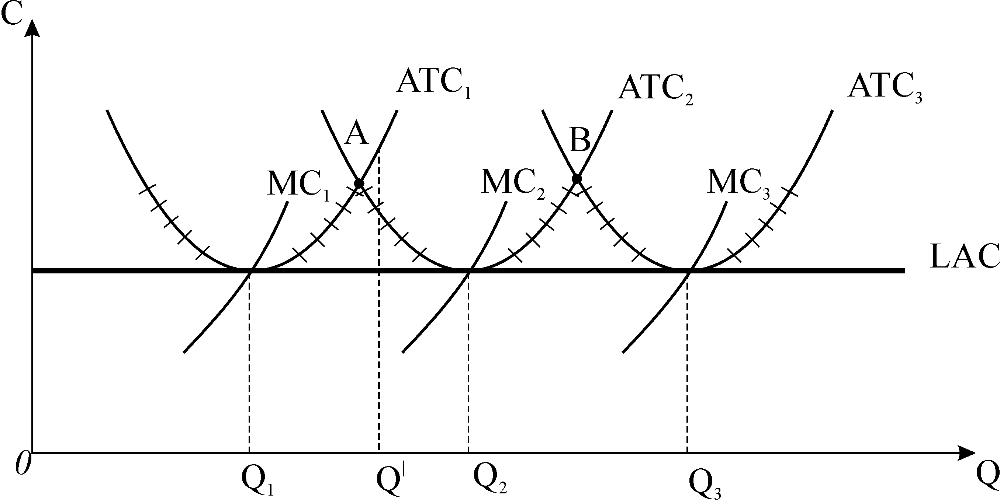 C
ATC₁
ATC₂
ATC₃
A
B
MC₁
MC₂
MC₃
LAC
0
Q₁
Q|
Q₂
Q₃
Q